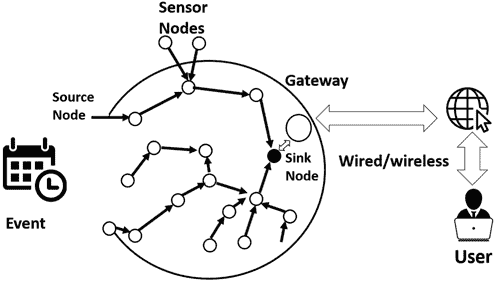 Sensor
Nodes
Gateway
Source
Node
Sink
Node
Wired/wireless
Event
User